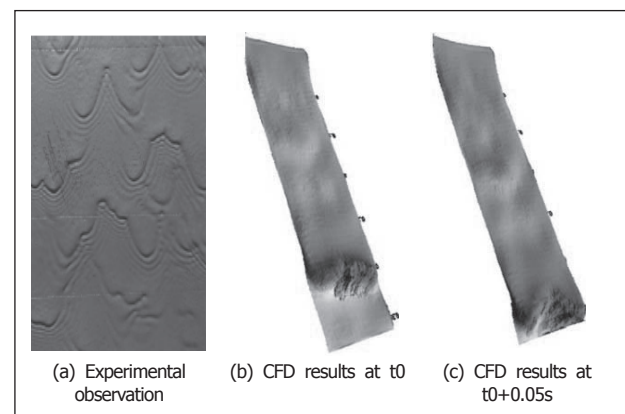 (a) Experimental
observation
(b) CFD results at t0
(c) CFD results at
t0+0.05s